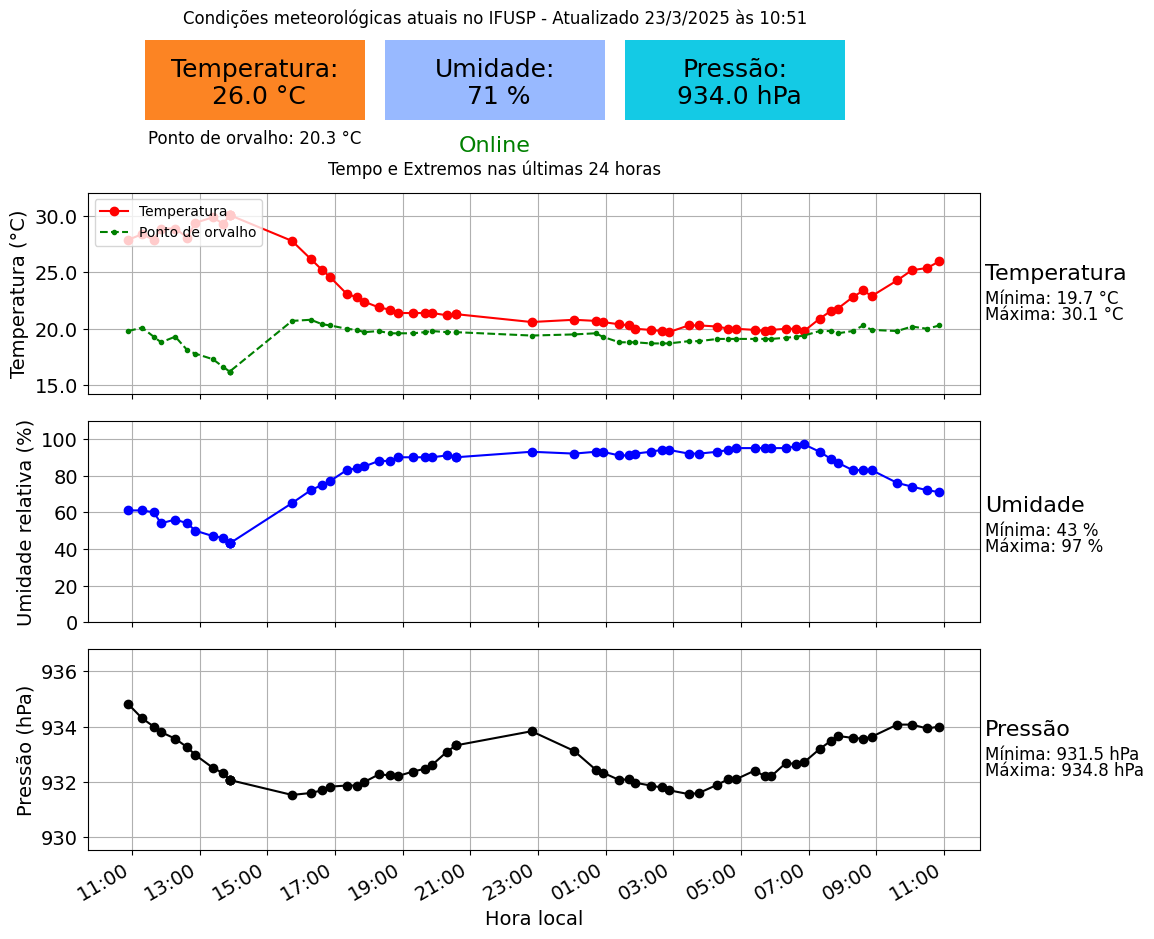 Condições meteorológicas atuais no IFUSP - Atualizado 23/3/2025 às 10:51
Temperatura:
26.0 °C
Umidade:
71 %
Pressão:
934.0 hPa
Ponto de orvalho: 20.3 °C
Online
Tempo e Extremos nas últimas 24 horas
Temperatura (°C)
30.0
25.0
20.0
15.0
Temperatura
Ponto de orvalho
Temperatura
Mínima: 19.7 °C
Máxima: 30.1 °C
Umidade relativa (%)
100
80
60
40
20
0
Umidade
Mínima: 43 %
Máxima: 97 %
Pressão (hPa)
936
934
932
930
Pressão
Mínima: 931.5 hPa
Máxima: 934.8 hPa
11:00 13:00 15:00 17:00 19:00 21:00 23:00 01:00 03:00 05:00 07:00 09:00 11:00
Hora local